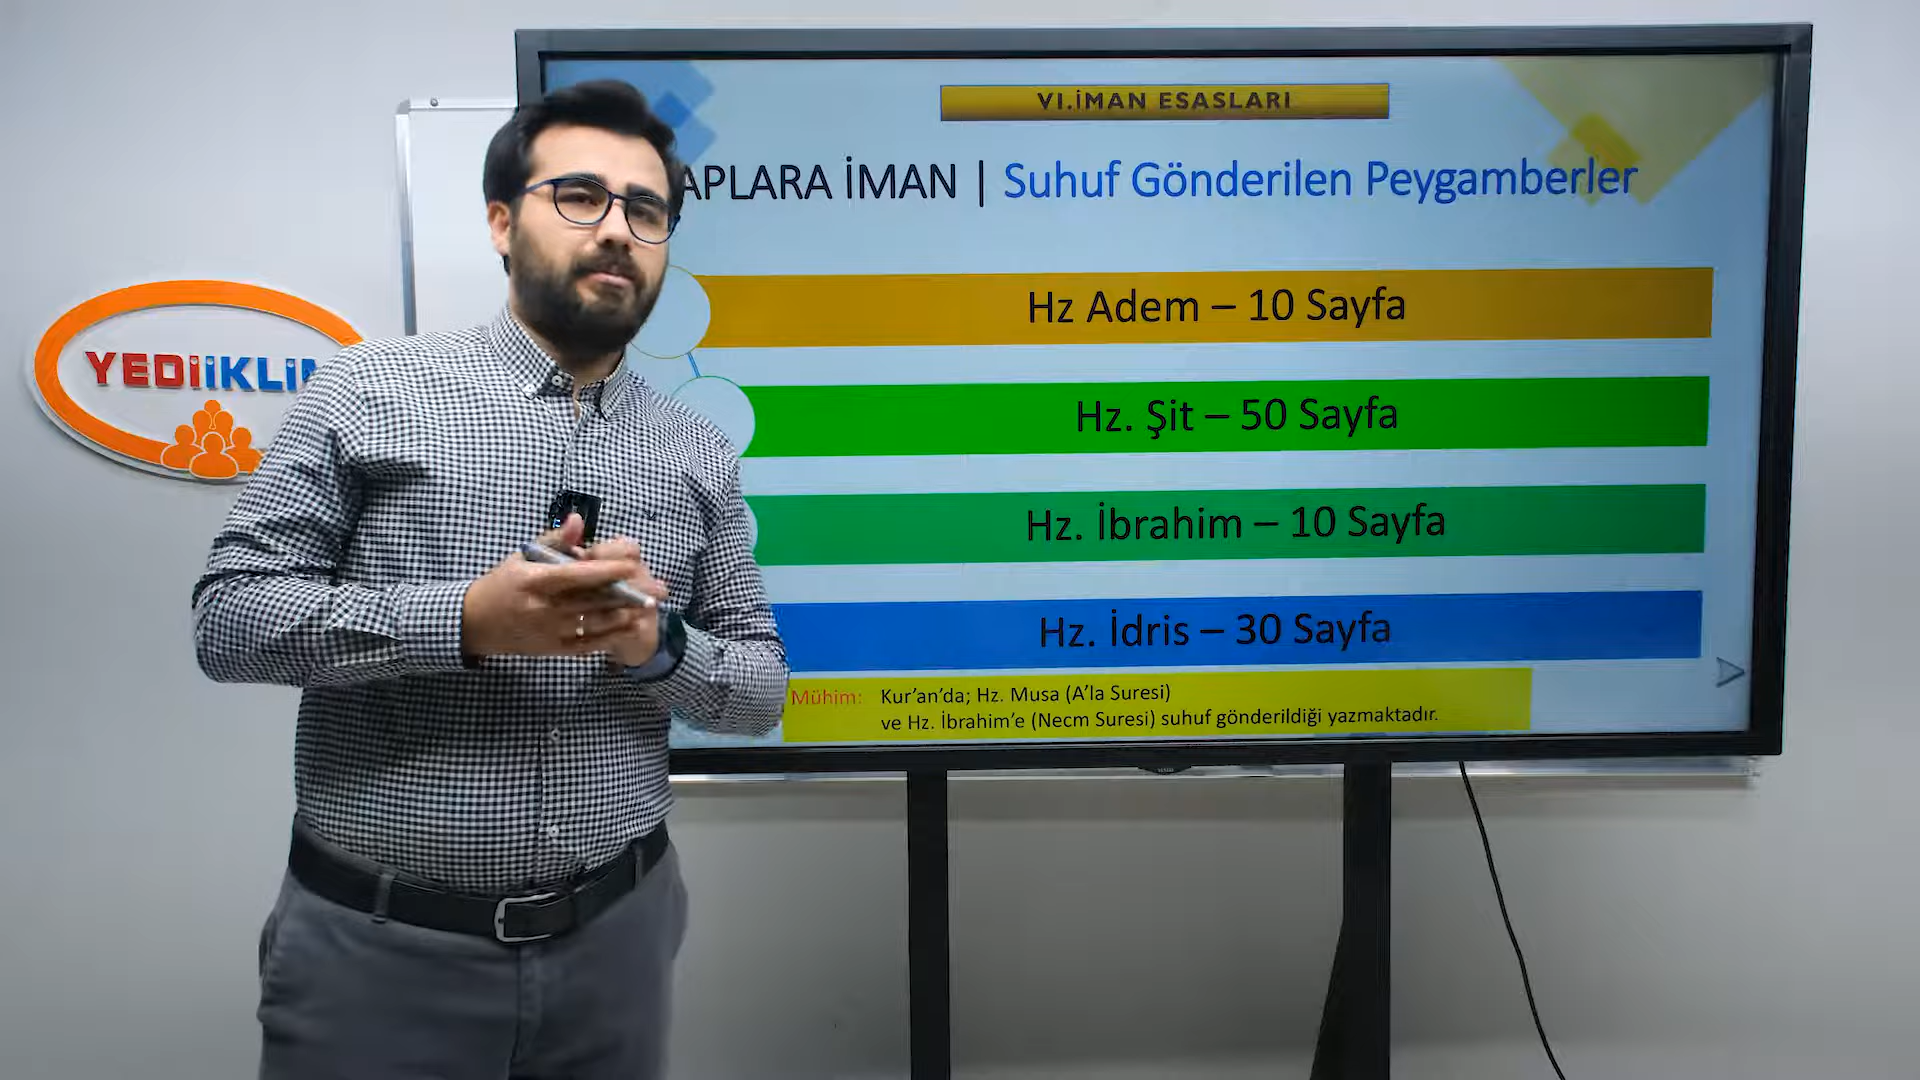 VI.İMAN ESASLARI
APLARA İMAN | Suhuf Gönderilen Peygamberler
Hz Adem – 10 Sayfa
YEDİİKLİM
Hz. Şit – 50 Sayfa
Hz. İbrahim – 10 Sayfa
Hz. İdris – 30 Sayfa
Mühim: Kur’an’da; Hz. Musa (A’la Suresi)
ve Hz. İbrahim’e (Necm Suresi) suhuf gönderildiği yazmaktadır.